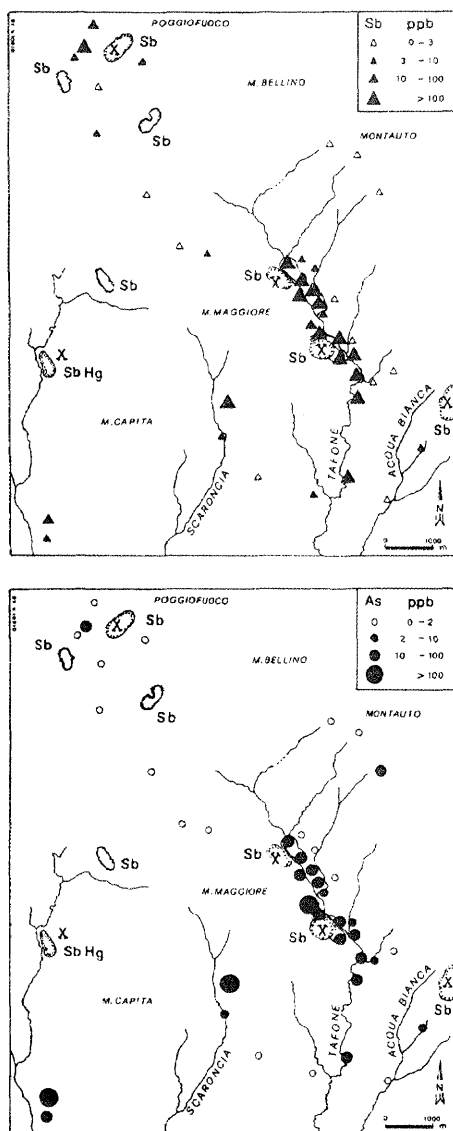 POGGIOFUOCO
Sb ppb
0 - 3
3 - 10
10 - 100
> 100
X
Sb
Sb
M. BELLINO
Sb
MONTAUTO
Sb
X
Sb
M. MAGGIORE
X
Sb Hg
Sb
X
X
Sb
M. CAPITA
SCARONCIA
TAFONE
ACQUA BIANCA
N
0 1000
m
POGGIOFUOCO
As ppb
0 - 2
2 - 10
10 - 100
> 100
X
Sb
Sb
M. BELLINO
Sb
MONTAUTO
Sb
Sb
X
M. MAGGIORE
X
Sb Hg
X
Sb
X
Sb
M. CAPITA
SCARONCIA
TAFONE
ACQUA BIANCA
N
0 1000
m